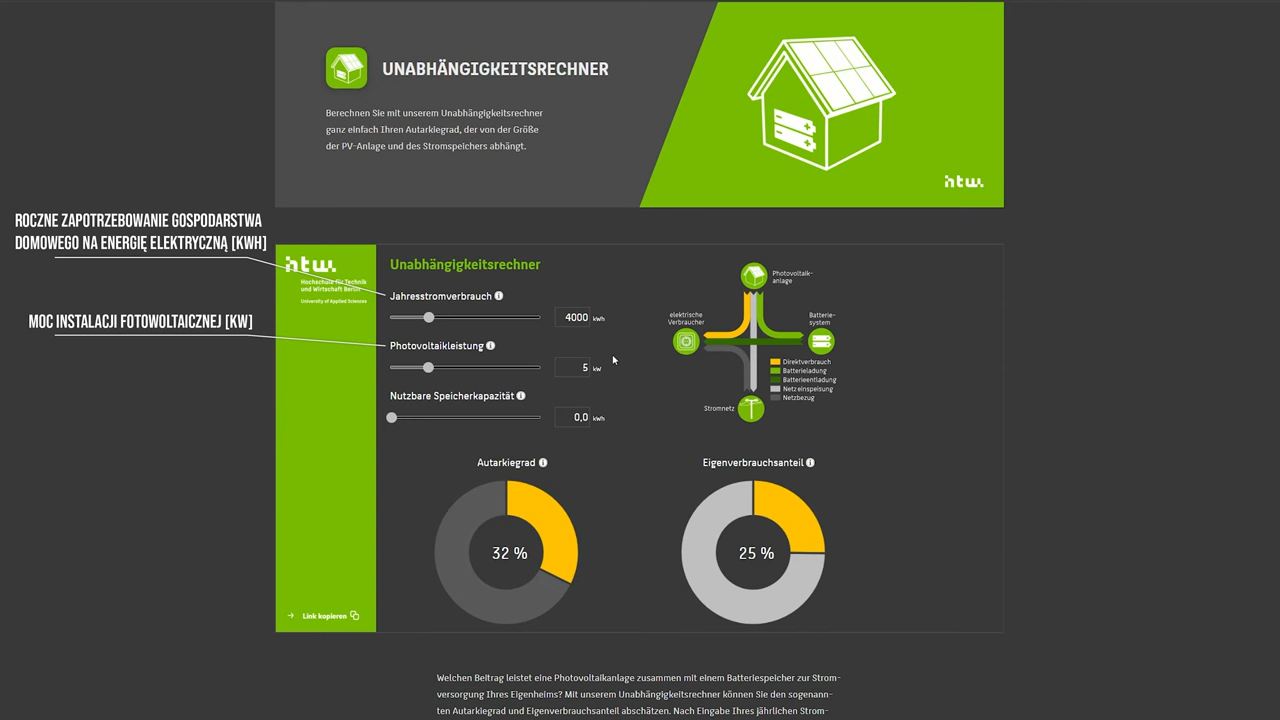 UNABHÄNGIGKEITSRECHNER
Berechnen Sie mit unserem Unabhängigkeitsrechner
ganz einfach Ihren Autarkiegrad, der von der Größe
der PV-Anlage und des Stromspeichers abhängt.
htw.
ROCZNE ZAPOTRZEBOWANIE GOSPODARSTWA
DOMOWEGO NA ENERGIĘ ELEKTRYCZNĄ [KWH]
MOC INSTALACJI FOTOWOLTAICZNEJ [KW]
htw.
Hochschule für Technik
und Wirtschaft Berlin
University of Applied Sciences
Link kopieren
Unabhängigkeitsrechner
Jahresstromverbrauch
4000 kWh
Photovoltaikleistung
5 kW
Nutzbare Speicherkapazität
0,0 kWh
Photovoltaik-
anlage
elektrische
Verbraucher
Batterie-
system
Direktverbrauch
Batterieladung
Batterieentladung
Netzeinspeisung
Netzbezug
Stromnetz
Autarkiegrad
32 %
Eigenverbrauchsanteil
25 %
Welchen Beitrag leistet eine Photovoltaikanlage zusammen mit einem Batteriespeicher zur Strom-
versorgung Ihres Eigenheims? Mit unserem Unabhängigkeitsrechner können Sie den sogenann-
ten Autarkiegrad und Eigenverbrauchsanteil abschätzen. Nach Eingabe Ihres jährlichen Strom-